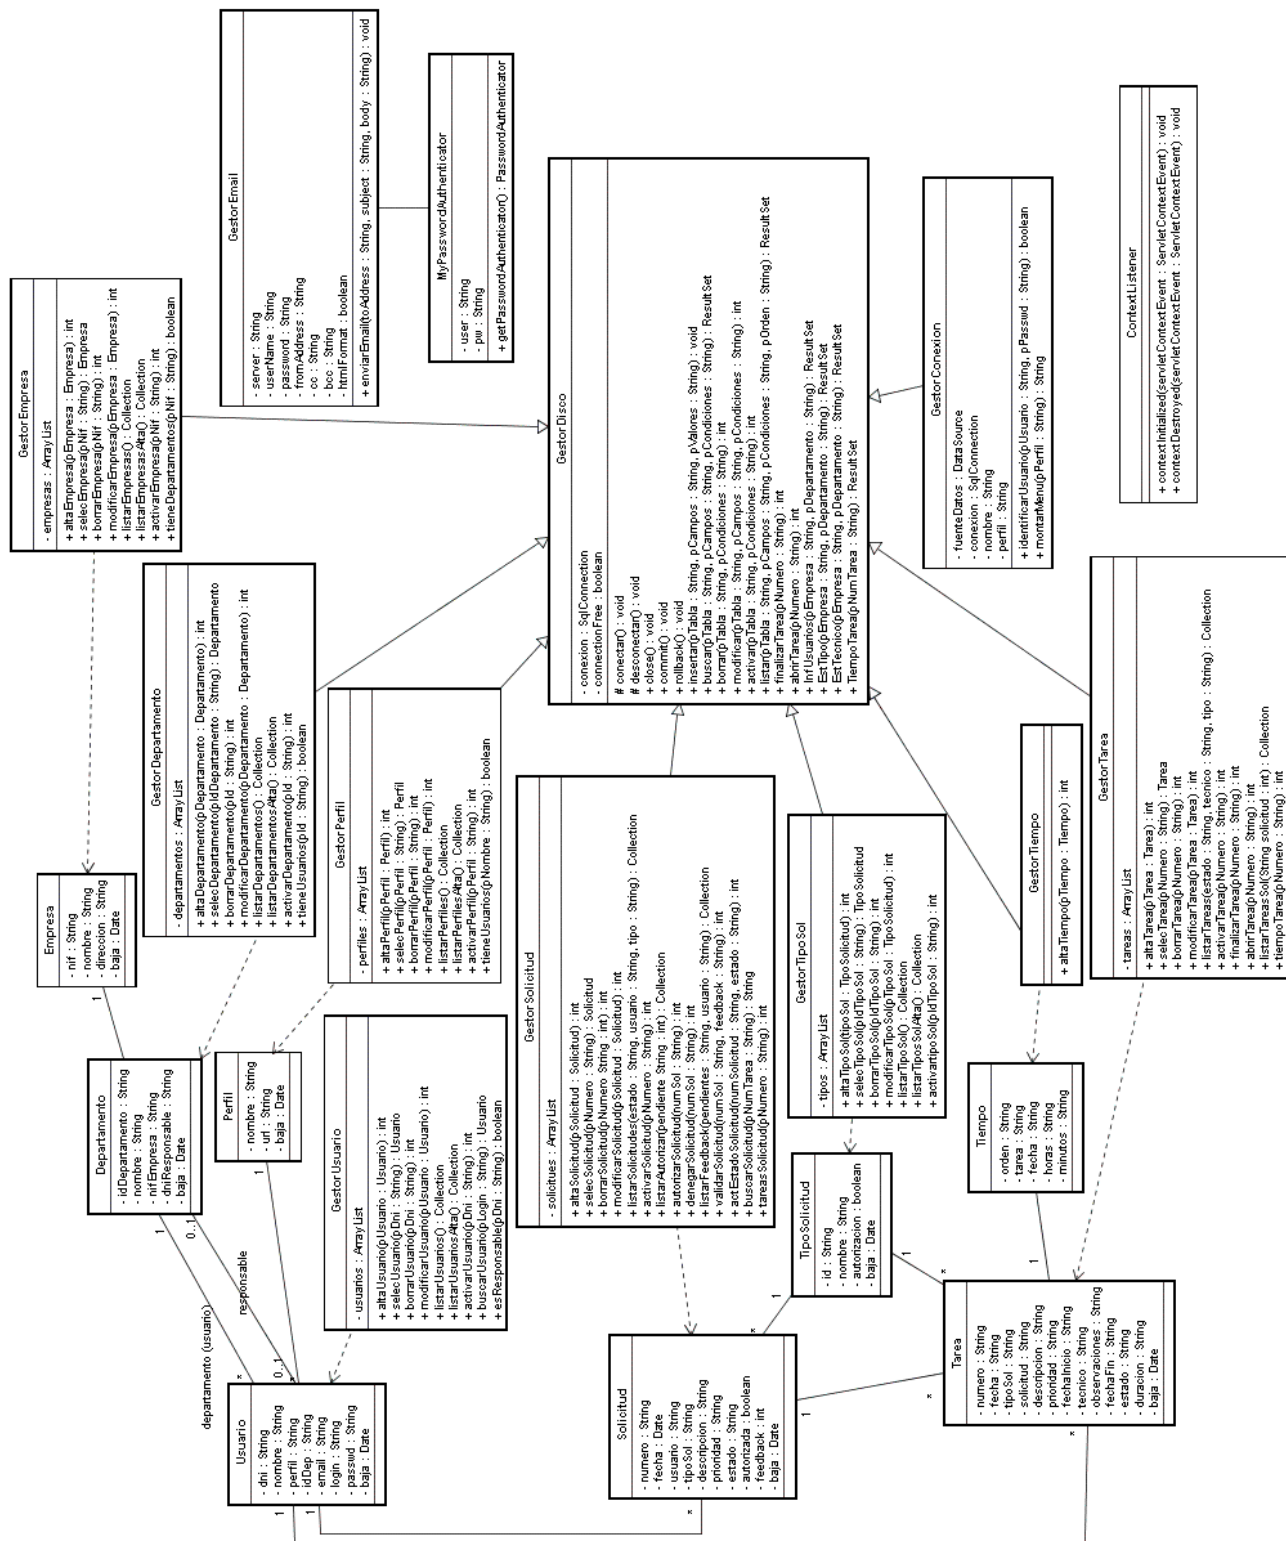 GestorEmpresa
- empresas : ArrayList
+ altaEmpresa(pEmpresa : Empresa) : int
+ selecEmpresa(pNif : String) : Empresa
+ borrarEmpresa(pNif : String) : int
+ modificarEmpresa(pEmpresa : Empresa) : int
+ listarEmpresas() : Collection
+ listarEmpresasAlta() : Collection
+ activarEmpresa(pNif : String) : int
+ tieneDepartamentos(pNif : String) : boolean
GestorEmail
- server : String
- userName : String
- password : String
- fromAddress : String
- cc : String
- bcc : String
- htmlFormat : boolean
+ enviarEmail(toAddress : String, subject : String, body : String) : void
MyPasswordAuthenticator
- user : String
- pw : String
+ getPasswordAuthenticator() : PasswordAuthenticator
Empresa
- nif : String
- nombre : String
- direccion : String
- baja : Date
1
GestorDepartamento
- departamentos : ArrayList
+ altaDepartamento(pDepartamento : Departamento) : int
+ selecDepartamento(pIdDepartamento : String) : Departamento
+ borrarDepartamento(pId : String) : int
+ modificarDepartamento(pDepartamento : Departamento) : int
+ listarDepartamentos() : Collection
+ listarDepartamentosAlta() : Collection
+ activarDepartamento(pId : String) : int
+ tieneUsuarios(pId : String) : boolean
GestorPerfil
- perfiles : ArrayList
+ altaPerfil(pPerfil : Perfil) : int
+ selecPerfil(pPerfil : String) : Perfil
+ borrarPerfil(pPerfil : String) : int
+ modificarPerfil(pPerfil : Perfil) : int
+ listarPerfiles() : Collection
+ listarPerfilesAlta() : Collection
+ activarPerfil(pPerfil : String) : int
+ tieneUsuarios(pNombre : String) : boolean
GestorDisco
- conexion : SqlConnection
- connectionFree : boolean
# conectar() : void
# desconectar() : void
+ close() : void
+ commit() : void
+ rollback() : void
+ insertar(pTabla : String, pCampos : String, pValores : String) : void
+ buscar(pTabla : String, pCampos : String, pCondiciones : String) : ResultSet
+ borrar(pTabla : String, pCondiciones : String) : int
+ modificar(pTabla : String, pCampos : String, pCondiciones : String) : int
+ activar(pTabla : String, pCondiciones : String) : int
+ listar(pTabla : String, pCampos : String, pCondiciones : String, pOrden : String) : ResultSet
+ finalizarTarea(pNumero : String) : int
+ abrirTarea(pNumero : String) : int
+ InfUsuarios(pEmpresa : String, pDepartamento : String) : ResultSet
+ EstTipo(pEmpresa : String, pDepartamento : String) : ResultSet
+ EstTecnico(pEmpresa : String, pDepartamento : String) : ResultSet
+ TiempoTarea(pNumTarea : String) : ResultSet
GestorConexion
- fuenteDatos : DataSource
- conexion : SqlConnection
- nombre : String
- perfil : String
+ identificarUsuario(pUsuario : String, pPasswd : String) : boolean
+ montarMenu(pPerfil : String) : String
ContextListener
+ contextInitialized(servletContextEvent : ServletContextEvent) : void
+ contextDestroyed(servletContextEvent : ServletContextEvent) : void
Departamento
- idDepartamento : String
- nombre : String
- nifEmpresa : String
- dniResponsable : String
- baja : Date
1
0..1
Perfil
- nombre : String
- url : String
- baja : Date
1
GestorUsuario
- usuarios : ArrayList
+ altaUsuario(pUsuario : Usuario) : int
+ selecUsuario(pDni : String) : Usuario
+ borrarUsuario(pDni : String) : int
+ modificarUsuario(pUsuario : Usuario) : int
+ listarUsuarios() : Collection
+ listarUsuariosAlta() : Collection
+ activarUsuario(pDni : String) : int
+ buscarUsuario(pLogin : String) : Usuario
+ esResponsable(pDni : String) : boolean
GestorSolicitud
- solicitudes : ArrayList
+ altaSolicitud(pSolicitud : Solicitud) : int
+ selecSolicitud(pNumero : String) : Solicitud
+ borrarSolicitud(pNumero String : int) : int
+ modificarSolicitud(pSolicitud : Solicitud) : int
+ listarSolicitudes(estado : String, usuario : String, tipo : String) : Collection
+ activarSolicitud(pNumero : String) : int
+ listarAutorizar(pendiente String : int) : Collection
+ autorizarSolicitud(numSol : String) : int
+ denegarSolicitud(numSol : String) : int
+ listarFeedback(pendientes : String, usuario : String) : Collection
+ validarSolicitud(numSol : String, feedback : String) : int
+ actEstadoSolicitud(numSolicitud : String, estado : String) : int
+ buscarSolicitud(pNumTarea : String) : String
+ tareasSolicitud(pNumero : String) : int
GestorTipoSol
- tipos : ArrayList
+ altaTipoSol(tipoSol : TipoSolicitud) : int
+ selecTipoSol(pIdTipoSol : String) : TipoSolicitud
+ borrarTipoSol(pIdTipoSol : String) : int
+ modificarTipoSol(pTipoSol : TipoSolicitud) : int
+ listarTipoSol() : Collection
+ listarTiposSolAlta() : Collection
+ activartipoSol(pIdTipoSol : String) : int
GestorTiempo
+ altaTiempo(pTiempo : Tiempo) : int
GestorTarea
- tareas : ArrayList
+ altaTarea(pTarea : Tarea) : int
+ selecTarea(pNumero : String) : Tarea
+ borrarTarea(pNumero : String) : int
+ modificarTarea(pTarea : Tarea) : int
+ listarTareas(estado : String, tecnico : String, tipo : String) : Collection
+ activarTarea(pNumero : String) : int
+ finalizarTarea(pNumero : String) : int
+ abrirTarea(pNumero : String) : int
+ listarTareasSol(String solicitud : int) : Collection
+ tiempoTarea(pNumero : String) : int
departamento (usuario)
responsable
Usuario
- dni : String
- nombre : String
- perfil : String
- idDep : String
- email : String
- login : String
- passwd : String
- baja : Date
*
0..1
*
1
1
Solicitud
- numero : String
- fecha : Date
- usuario : String
- tipoSol : String
- descripcion : String
- prioridad : String
- estado : String
- autorizada : boolean
- feedback : int
- baja : Date
*
*
1
TipoSolicitud
- id : String
- nombre : String
- autorizacion : boolean
- baja : Date
1
1
Tiempo
- orden : String
- tarea : String
- fecha : String
- horas : String
- minutos : String
1
Tarea
- numero : String
- fecha : String
- tipoSol : String
- solicitud : String
- descripcion : String
- prioridad : String
- fechaInicio : String
- tecnico : String
- observaciones : String
- fechaFin : String
- estado : String
- duracion : String
- baja : Date
*
*
*